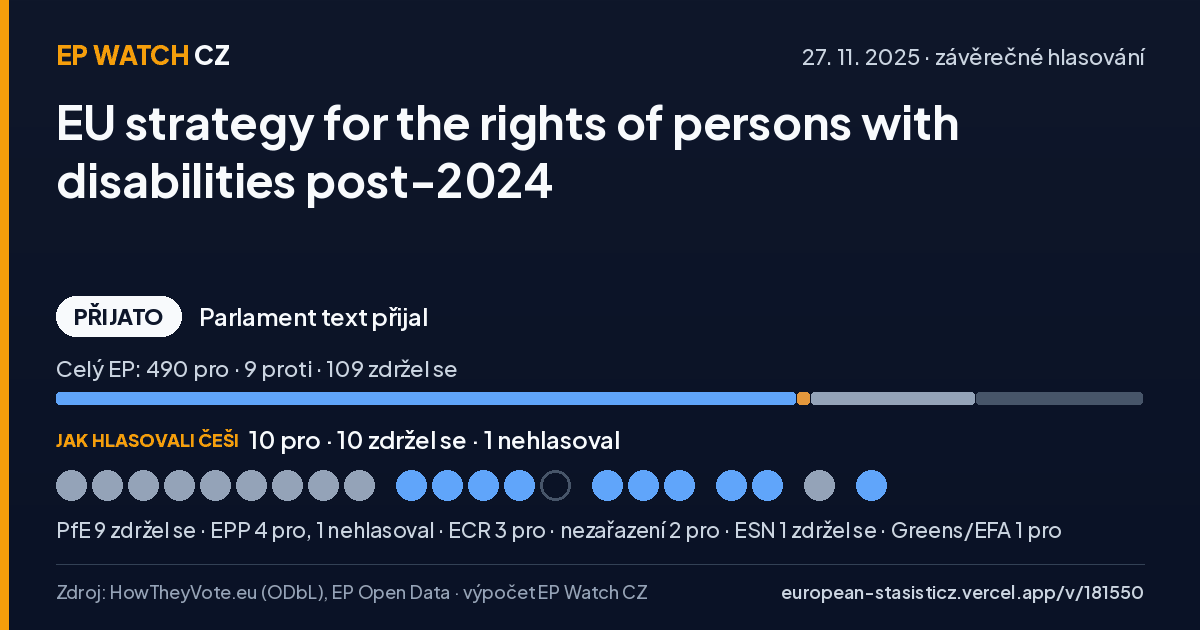 EP WATCH CZ
27. 11. 2025 · závěrečné hlasování
EU strategy for the rights of persons with
disabilities post–2024
PŘIJATO Parlament text přijal
Celý EP: 490 pro · 9 proti · 109 zdržel se
JAK HLASOVALI ČEŠI 10 pro · 10 zdržel se · 1 nehlasoval
PfE 9 zdržel se · EPP 4 pro, 1 nehlasoval · ECR 3 pro · nezařazení 2 pro · ESN 1 zdržel se · Greens/EFA 1 pro
Zdroj: HowTheyVote.eu (ODbL), EP Open Data · výpočet EP Watch CZ
european-stasisticz.vercel.app/v/181550